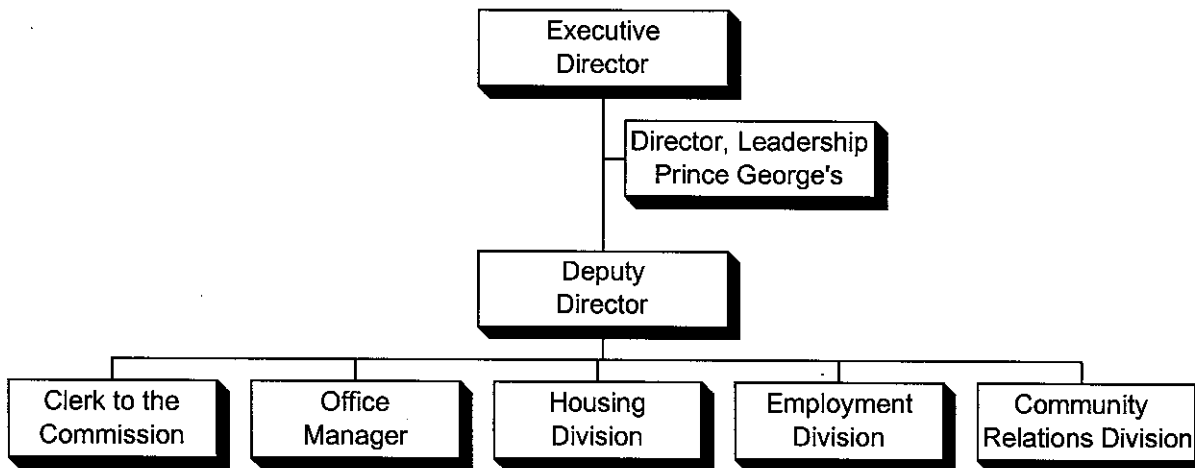 Executive
Director
Director, Leadership
Prince George's
Deputy
Director
Clerk to the
Commission
Office
Manager
Housing
Division
Employment
Division
Community
Relations Division